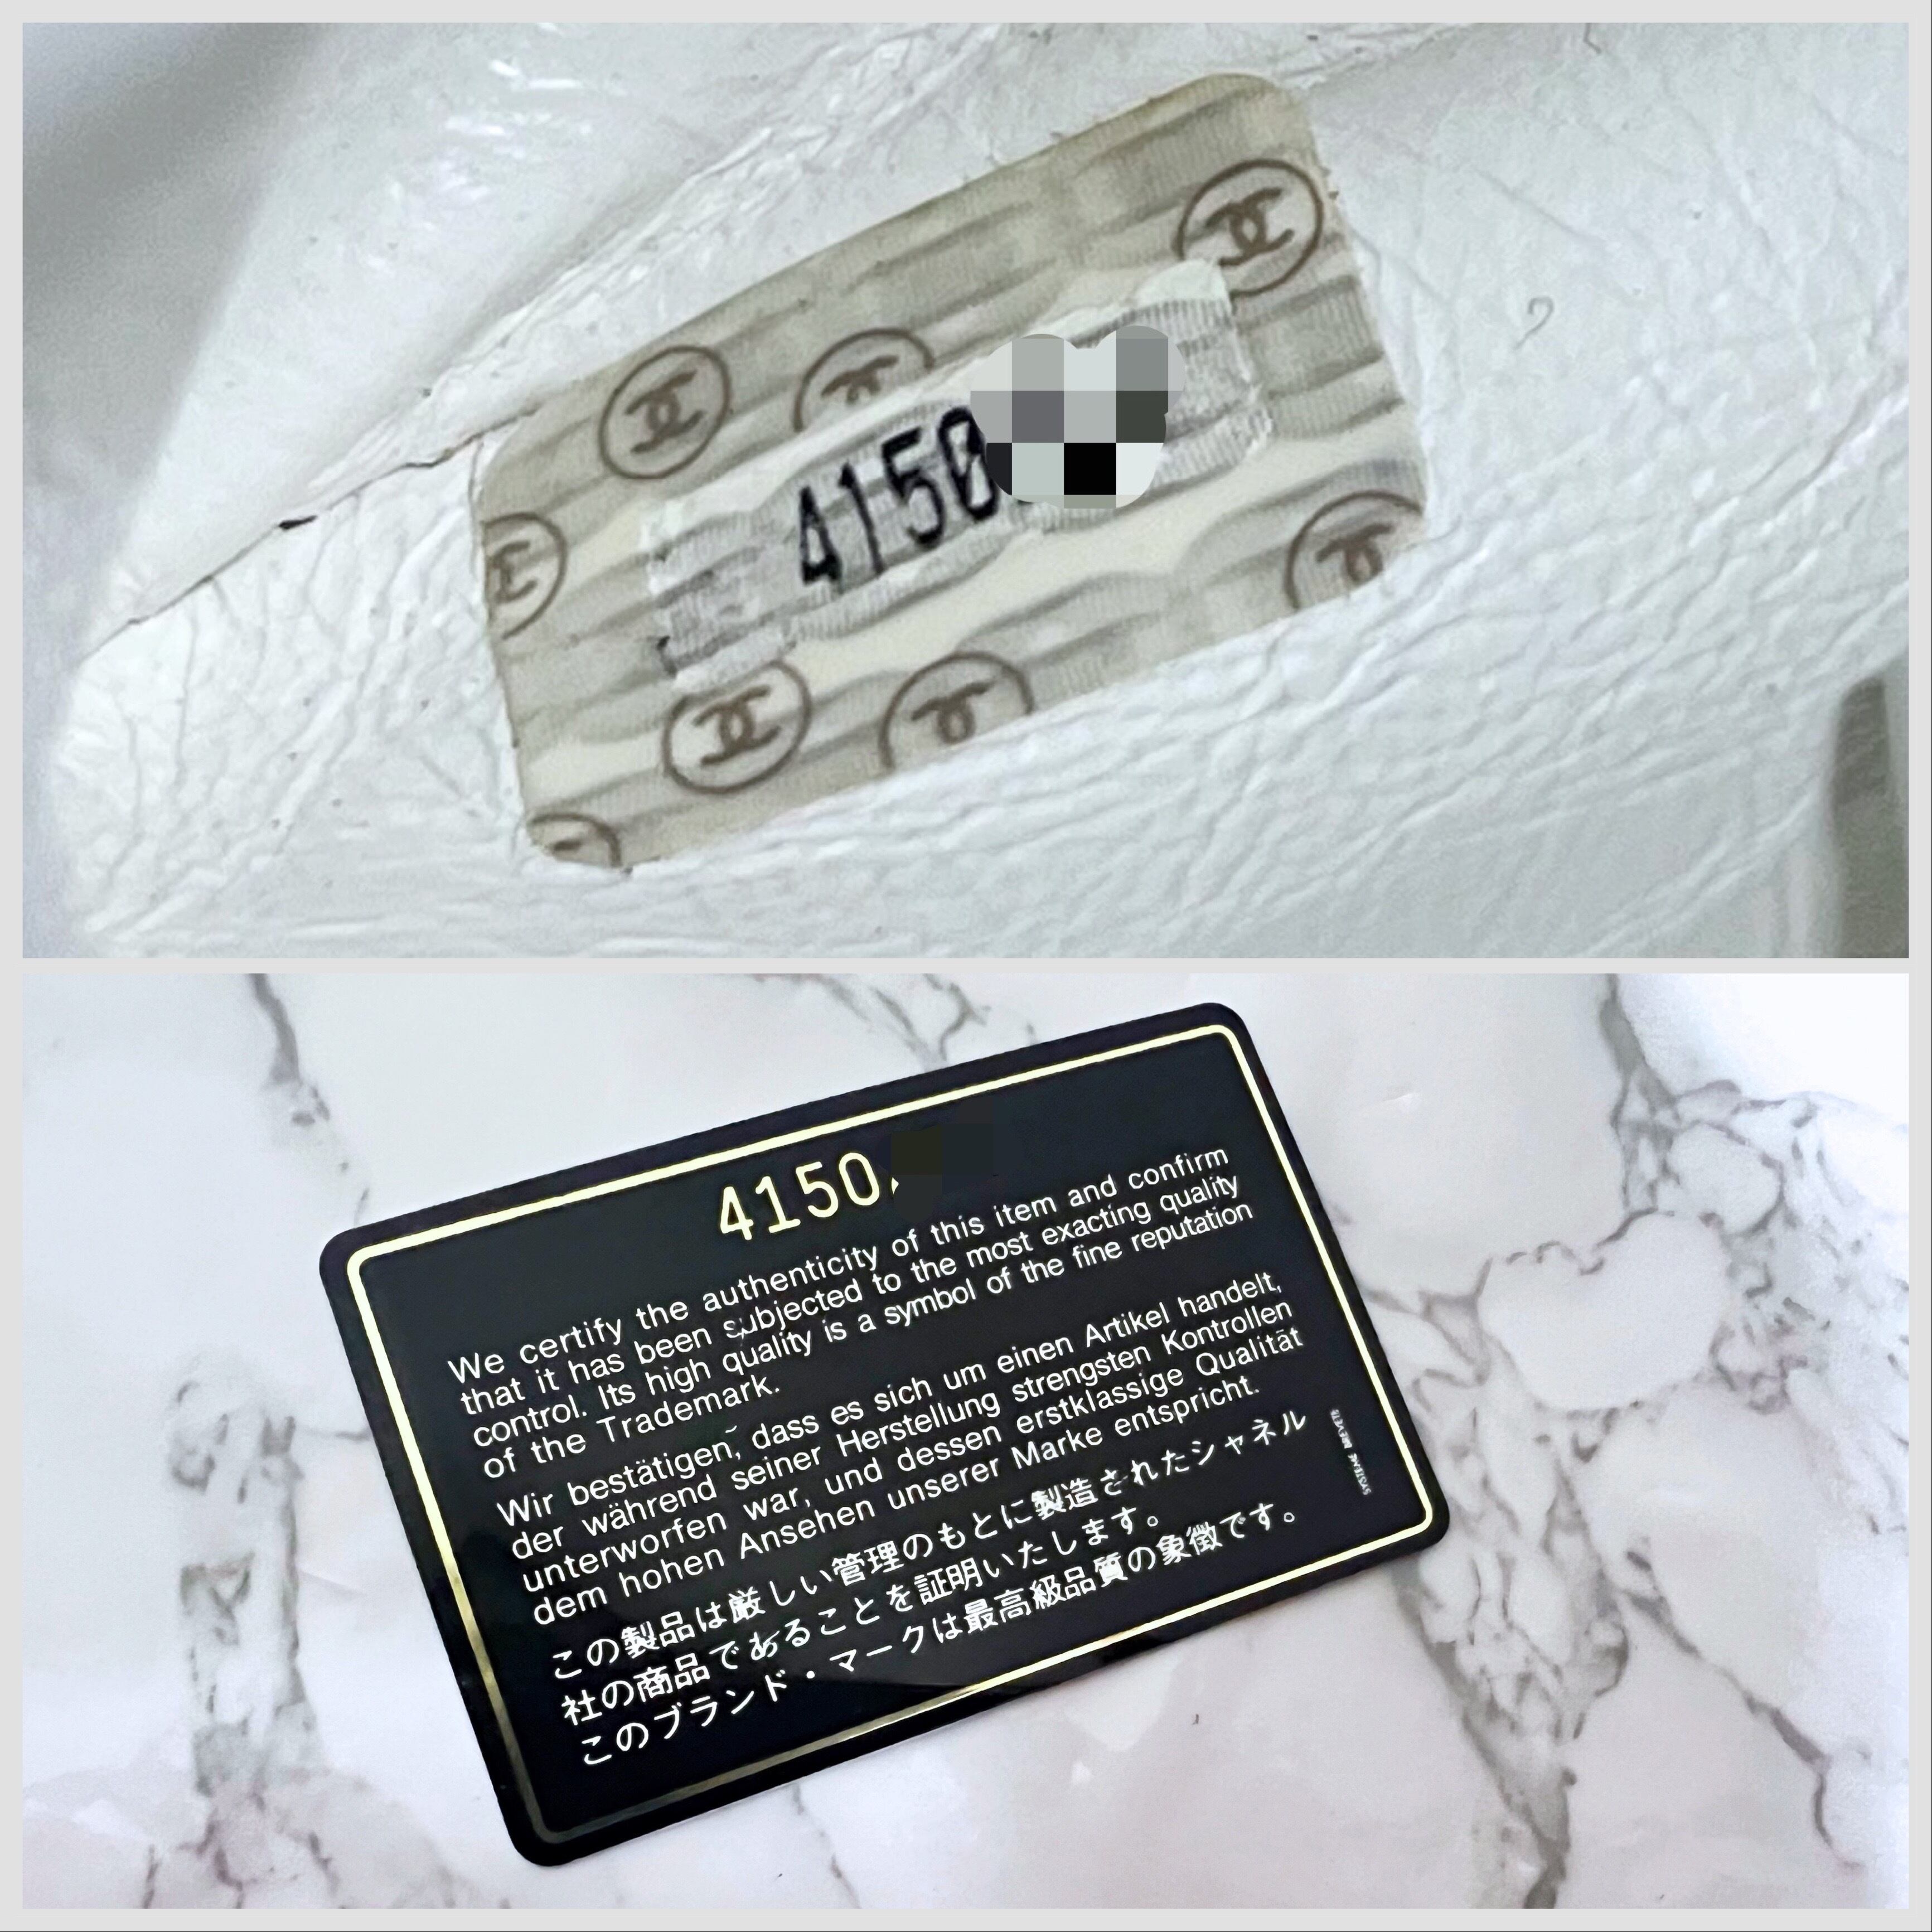 4150
4150
We certify the authenticity of this item and confirm
that it has been subjected to the most exacting quality
control. Its high quality is a symbol of the fine reputation
of the Trademark.
Wir bestätigen, dass es sich um einen Artikel handelt,
der während seiner Herstellung strengsten Kontrollen
unterworfen war, und dessen erstklassige Qualität
dem hohen Ansehen unserer Marke entspricht.
この製品は厳しい管理のもとに製造されたシャネル
社の商品であることを証明いたします。
このブランド・マークは最高級品質の象徴です。
SYSTEME BREVETE